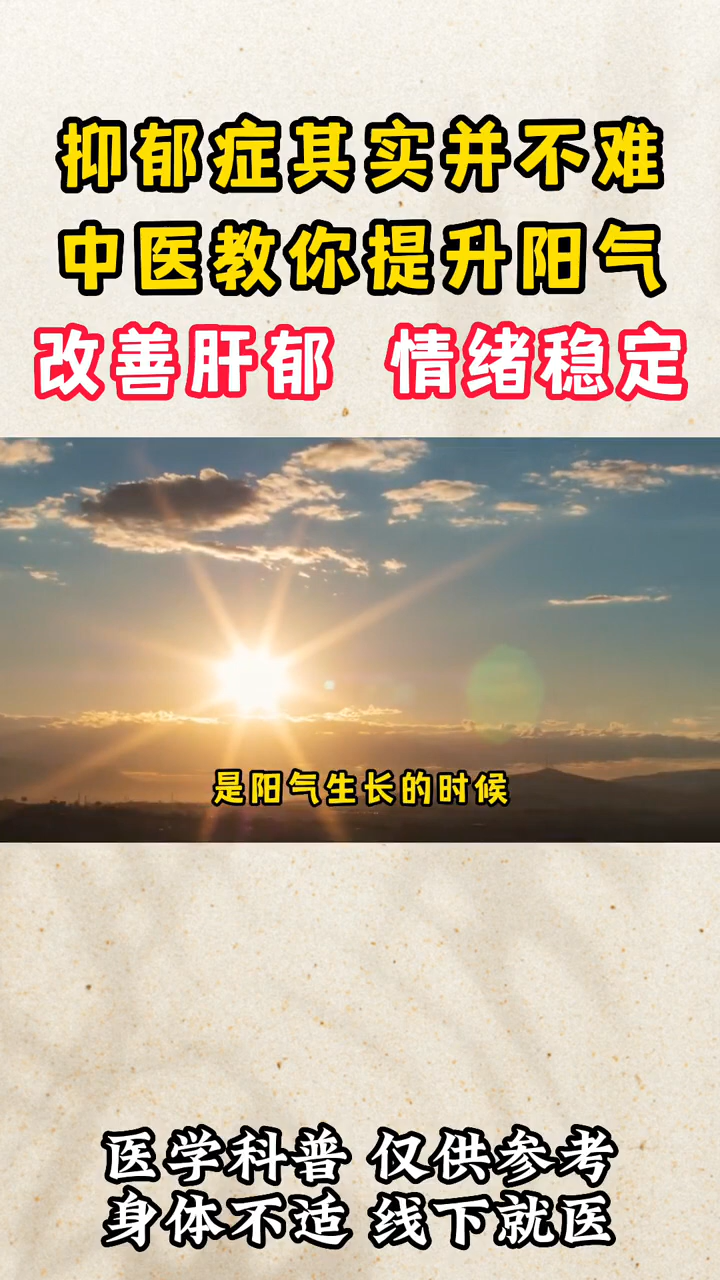 抑郁症其实并不难
中医教你提升阳气
改善肝郁 情绪稳定
是阳气生长的时候
医学科普 仅供参考
身体不适 线下就医